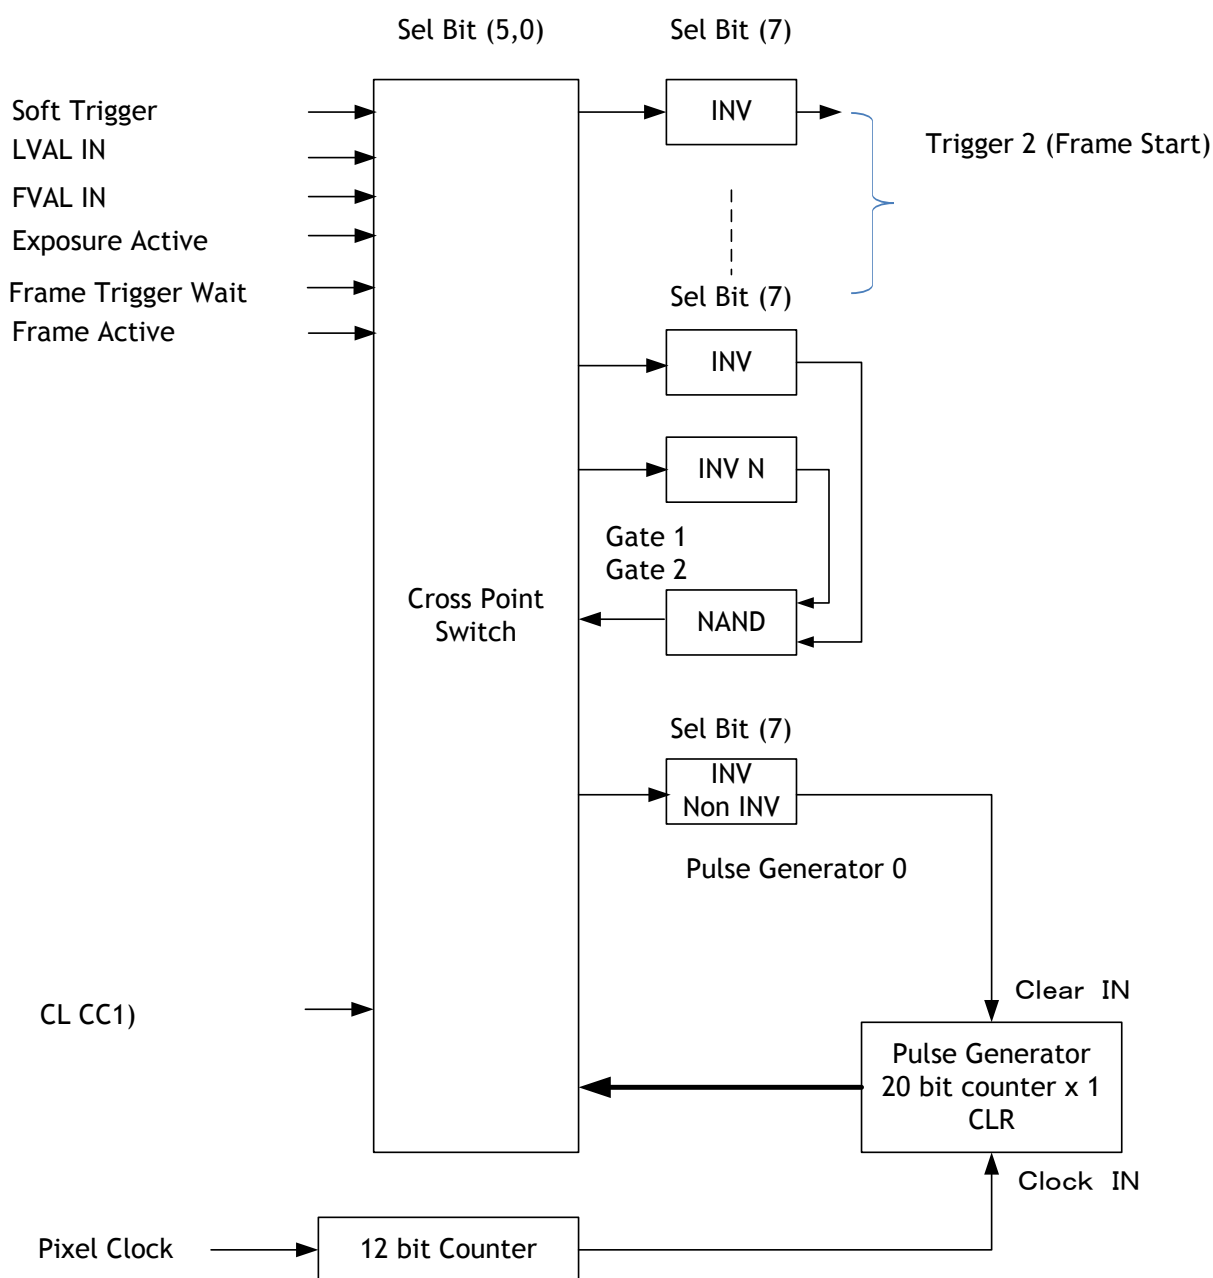 Sel Bit (5,0)
Sel Bit (7)
Soft Trigger
LVAL IN
FVAL IN
Exposure Active
Frame Trigger Wait
Frame Active
INV
Trigger 2 (Frame Start)
Sel Bit (7)
INV
INV N
Gate 1
Gate 2
NAND
Cross Point
Switch
Sel Bit (7)
INV
Non INV
Pulse Generator 0
CL CC1)
Clear IN
Pulse Generator
20 bit counter x 1
CLR
Clock IN
Pixel Clock
12 bit Counter